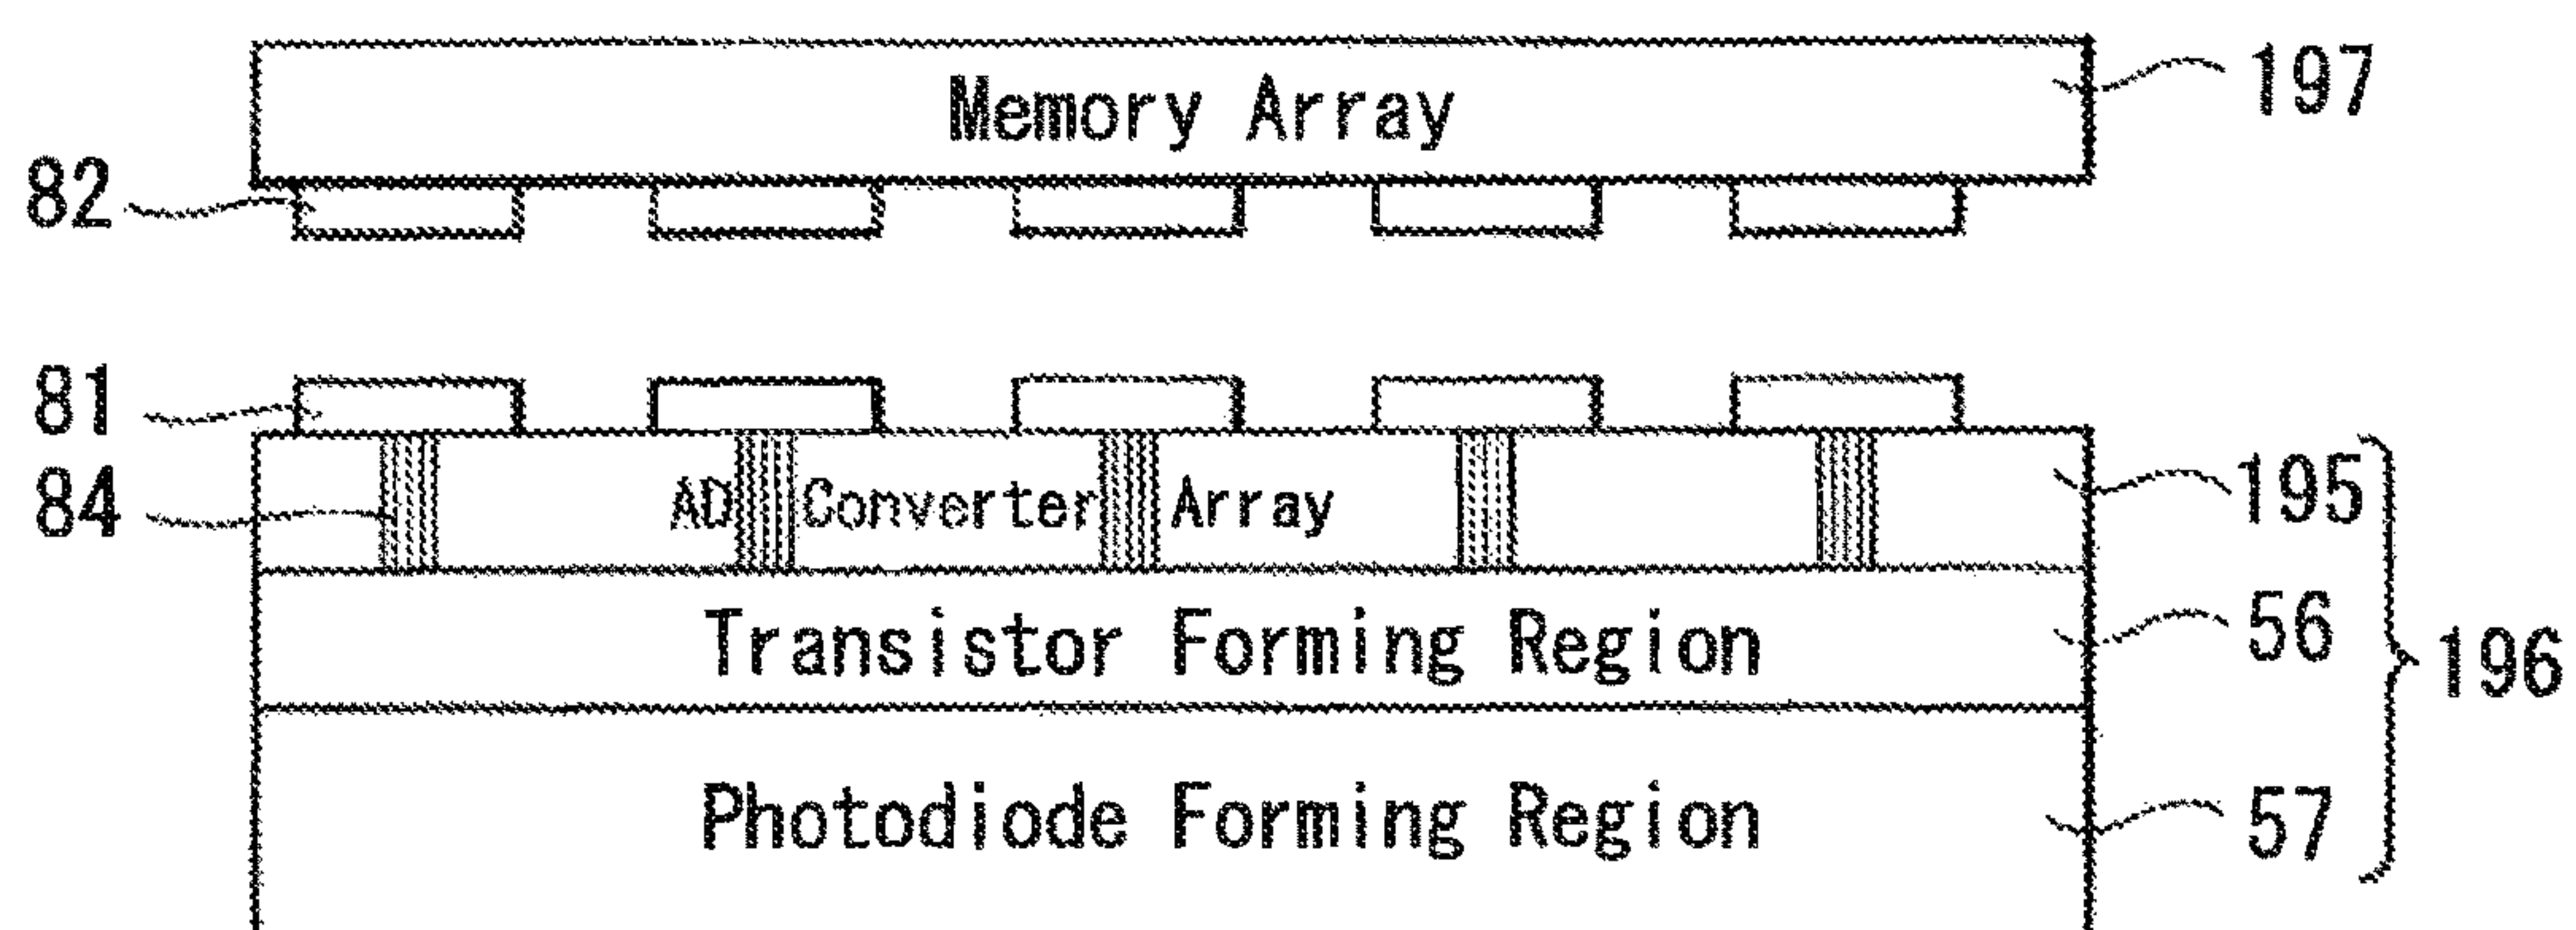 Memory Array 197
82
81
84 AD Converter Array 195
Transistor Forming Region 56
196
Photodiode Forming Region 57